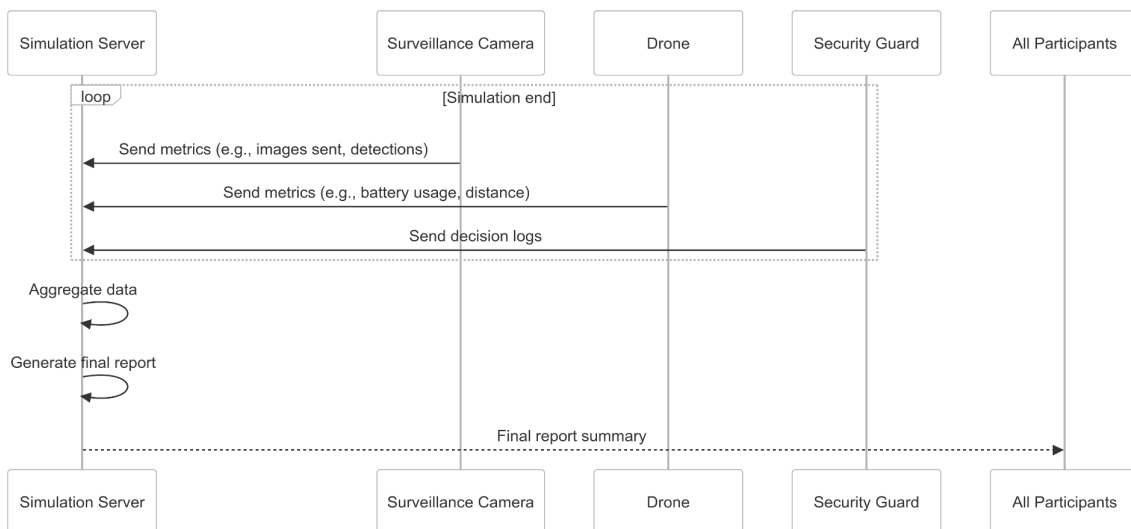 Simulation Server
Surveillance Camera
Drone
Security Guard
All Participants
loop
[Simulation end]
Send metrics (e.g., images sent, detections)
Send metrics (e.g., battery usage, distance)
Send decision logs
Aggregate data
Generate final report
Final report summary
Simulation Server
Surveillance Camera
Drone
Security Guard
All Participants